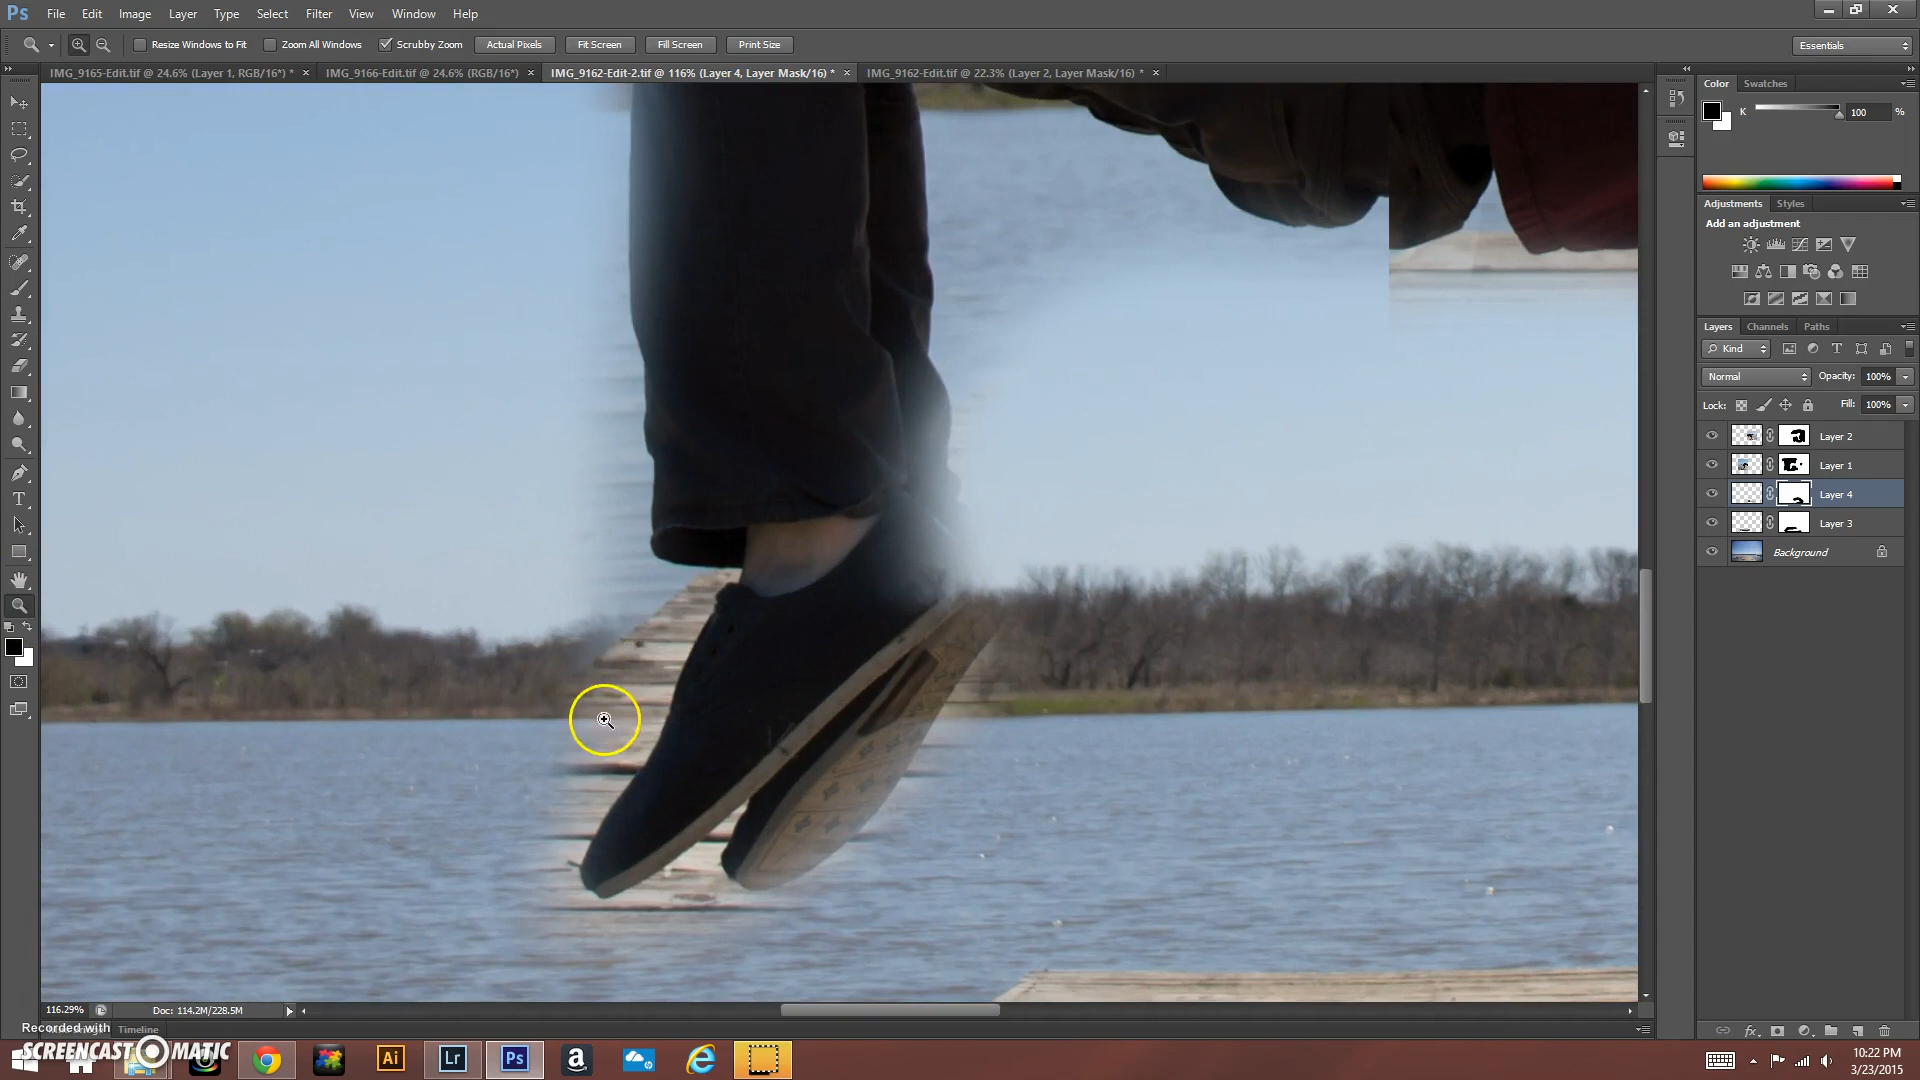 Ps File Edit Image Layer Type Select Filter View Window Help
Resize Windows to Fit Zoom All Windows Scrubby Zoom Actual Pixels Fit Screen Fill Screen Print Size Essentials
IMG_9165-Edit.tif @ 24.6% (Layer 1, RGB/16*) * × IMG_9166-Edit.tif @ 24.6% (RGB/16*) × IMG_9162-Edit-2.tif @ 116% (Layer 4, Layer Mask/16) * × IMG_9162-Edit.tif @ 22.3% (Layer 2, Layer Mask/16) * ×
Color Swatches
K 100 %
Adjustments Styles
Add an adjustment
Layers Channels Paths
Kind
Normal Opacity: 100%
Lock: Fill: 100%
Layer 2
Layer 1
Layer 4
Layer 3
Background
T
116.29% Doc: 114.2M/228.5M
Timeline
Recorded with
SCREENCAST MATIC
Ai Lr Ps a
10:22 PM
3/23/2015